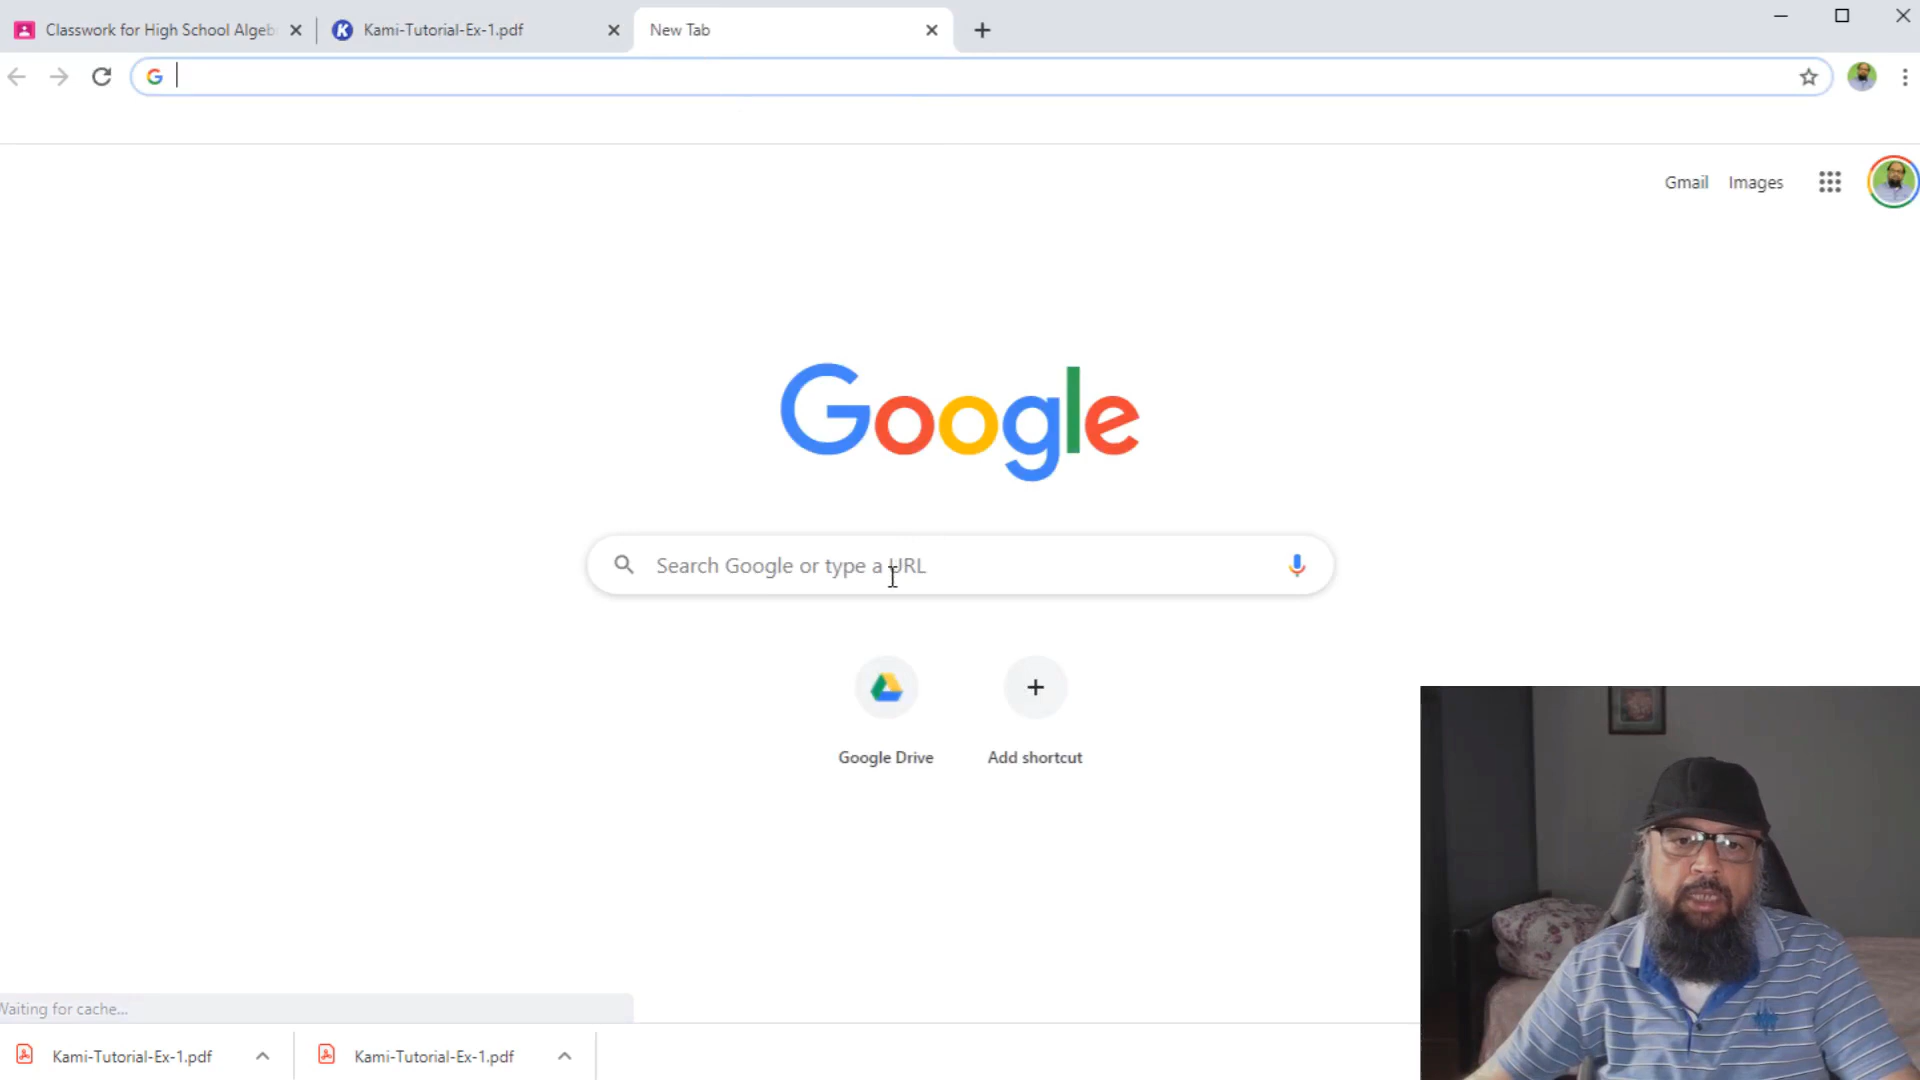 Classwork for High School Algeb
Kami-Tutorial-Ex-1.pdf
New Tab
Gmail
Images
Google
Search Google or type a URL
Google Drive
Add shortcut
Waiting for cache...
Kami-Tutorial-Ex-1.pdf
Kami-Tutorial-Ex-1.pdf